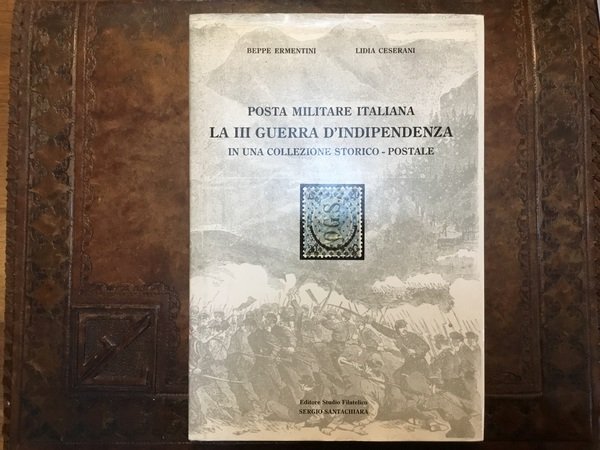 BEPPE ERMENTINI LIDIA CESERANI
POSTA MILITARE ITALIANA
LA III GUERRA D'INDIPENDENZA
IN UNA COLLEZIONE STORICO - POSTALE
Editore Studio Filatelico
SERGIO SANTACHIARA